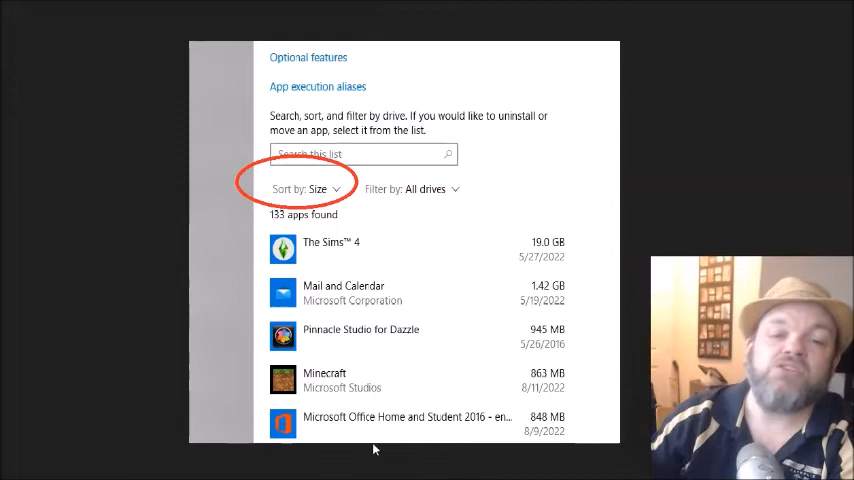 Optional features
App execution aliases
Search, sort, and filter by drive. If you would like to uninstall or
move an app, select it from the list.
Search this list
Sort by: Size Filter by: All drives
133 apps found
The Sims™ 4 19.0 GB
5/27/2022
Mail and Calendar 1.42 GB
Microsoft Corporation 5/19/2022
Pinnacle Studio for Dazzle 945 MB
5/26/2016
Minecraft 863 MB
Microsoft Studios 8/11/2022
Microsoft Office Home and Student 2016 - en... 848 MB
8/9/2022